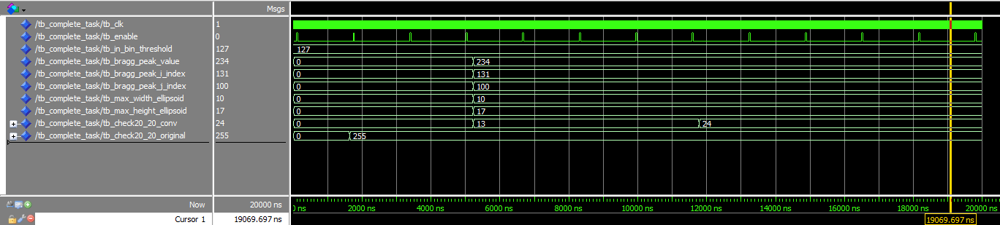 Msgs
/tb_complete_task/tb_clk 1
/tb_complete_task/tb_enable 0
/tb_complete_task/tb_in_bin_threshold 127 127
/tb_complete_task/tb_bragg_peak_value 234 0 234
/tb_complete_task/tb_bragg_peak_i_index 131 0 131
/tb_complete_task/tb_bragg_peak_j_index 100 0 100
/tb_complete_task/tb_max_width_ellipsoid 10 0 10
/tb_complete_task/tb_max_height_ellipsoid 17 0 17
/tb_complete_task/tb_check20_20_conv 24 0 13 24
/tb_complete_task/tb_check20_20_original 255 0 255
Now 20000 ns ns 2000 ns 4000 ns 6000 ns 8000 ns 10000 ns 12000 ns 14000 ns 16000 ns 18000 ns 20000 ns
Cursor 1 19069.697 ns 19069.697 ns